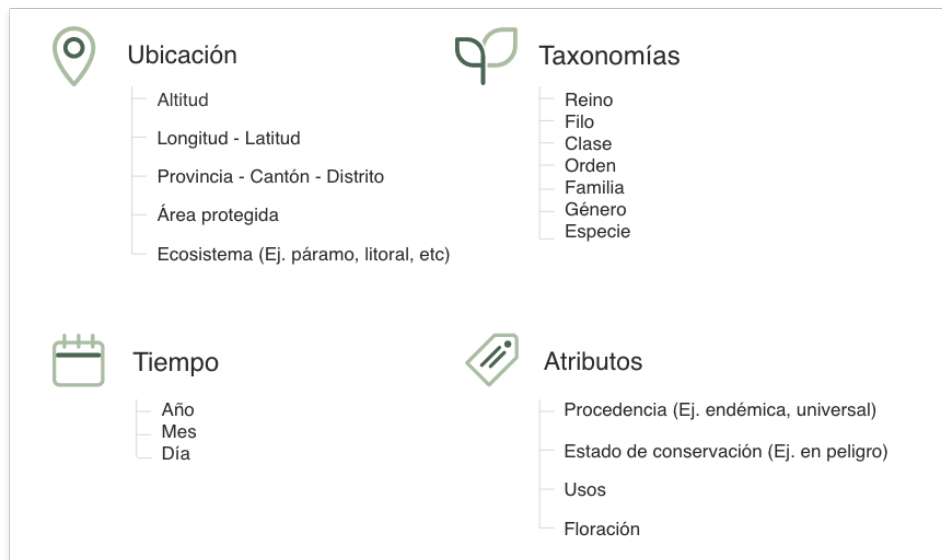 Ubicación
Altitud
Longitud - Latitud
Provincia - Cantón - Distrito
Área protegida
Ecosistema (Ej. páramo, litoral, etc)
Taxonomías
Reino
Filo
Clase
Orden
Familia
Género
Especie
Tiempo
Año
Mes
Día
Atributos
Procedencia (Ej. endémica, universal)
Estado de conservación (Ej. en peligro)
Usos
Floración